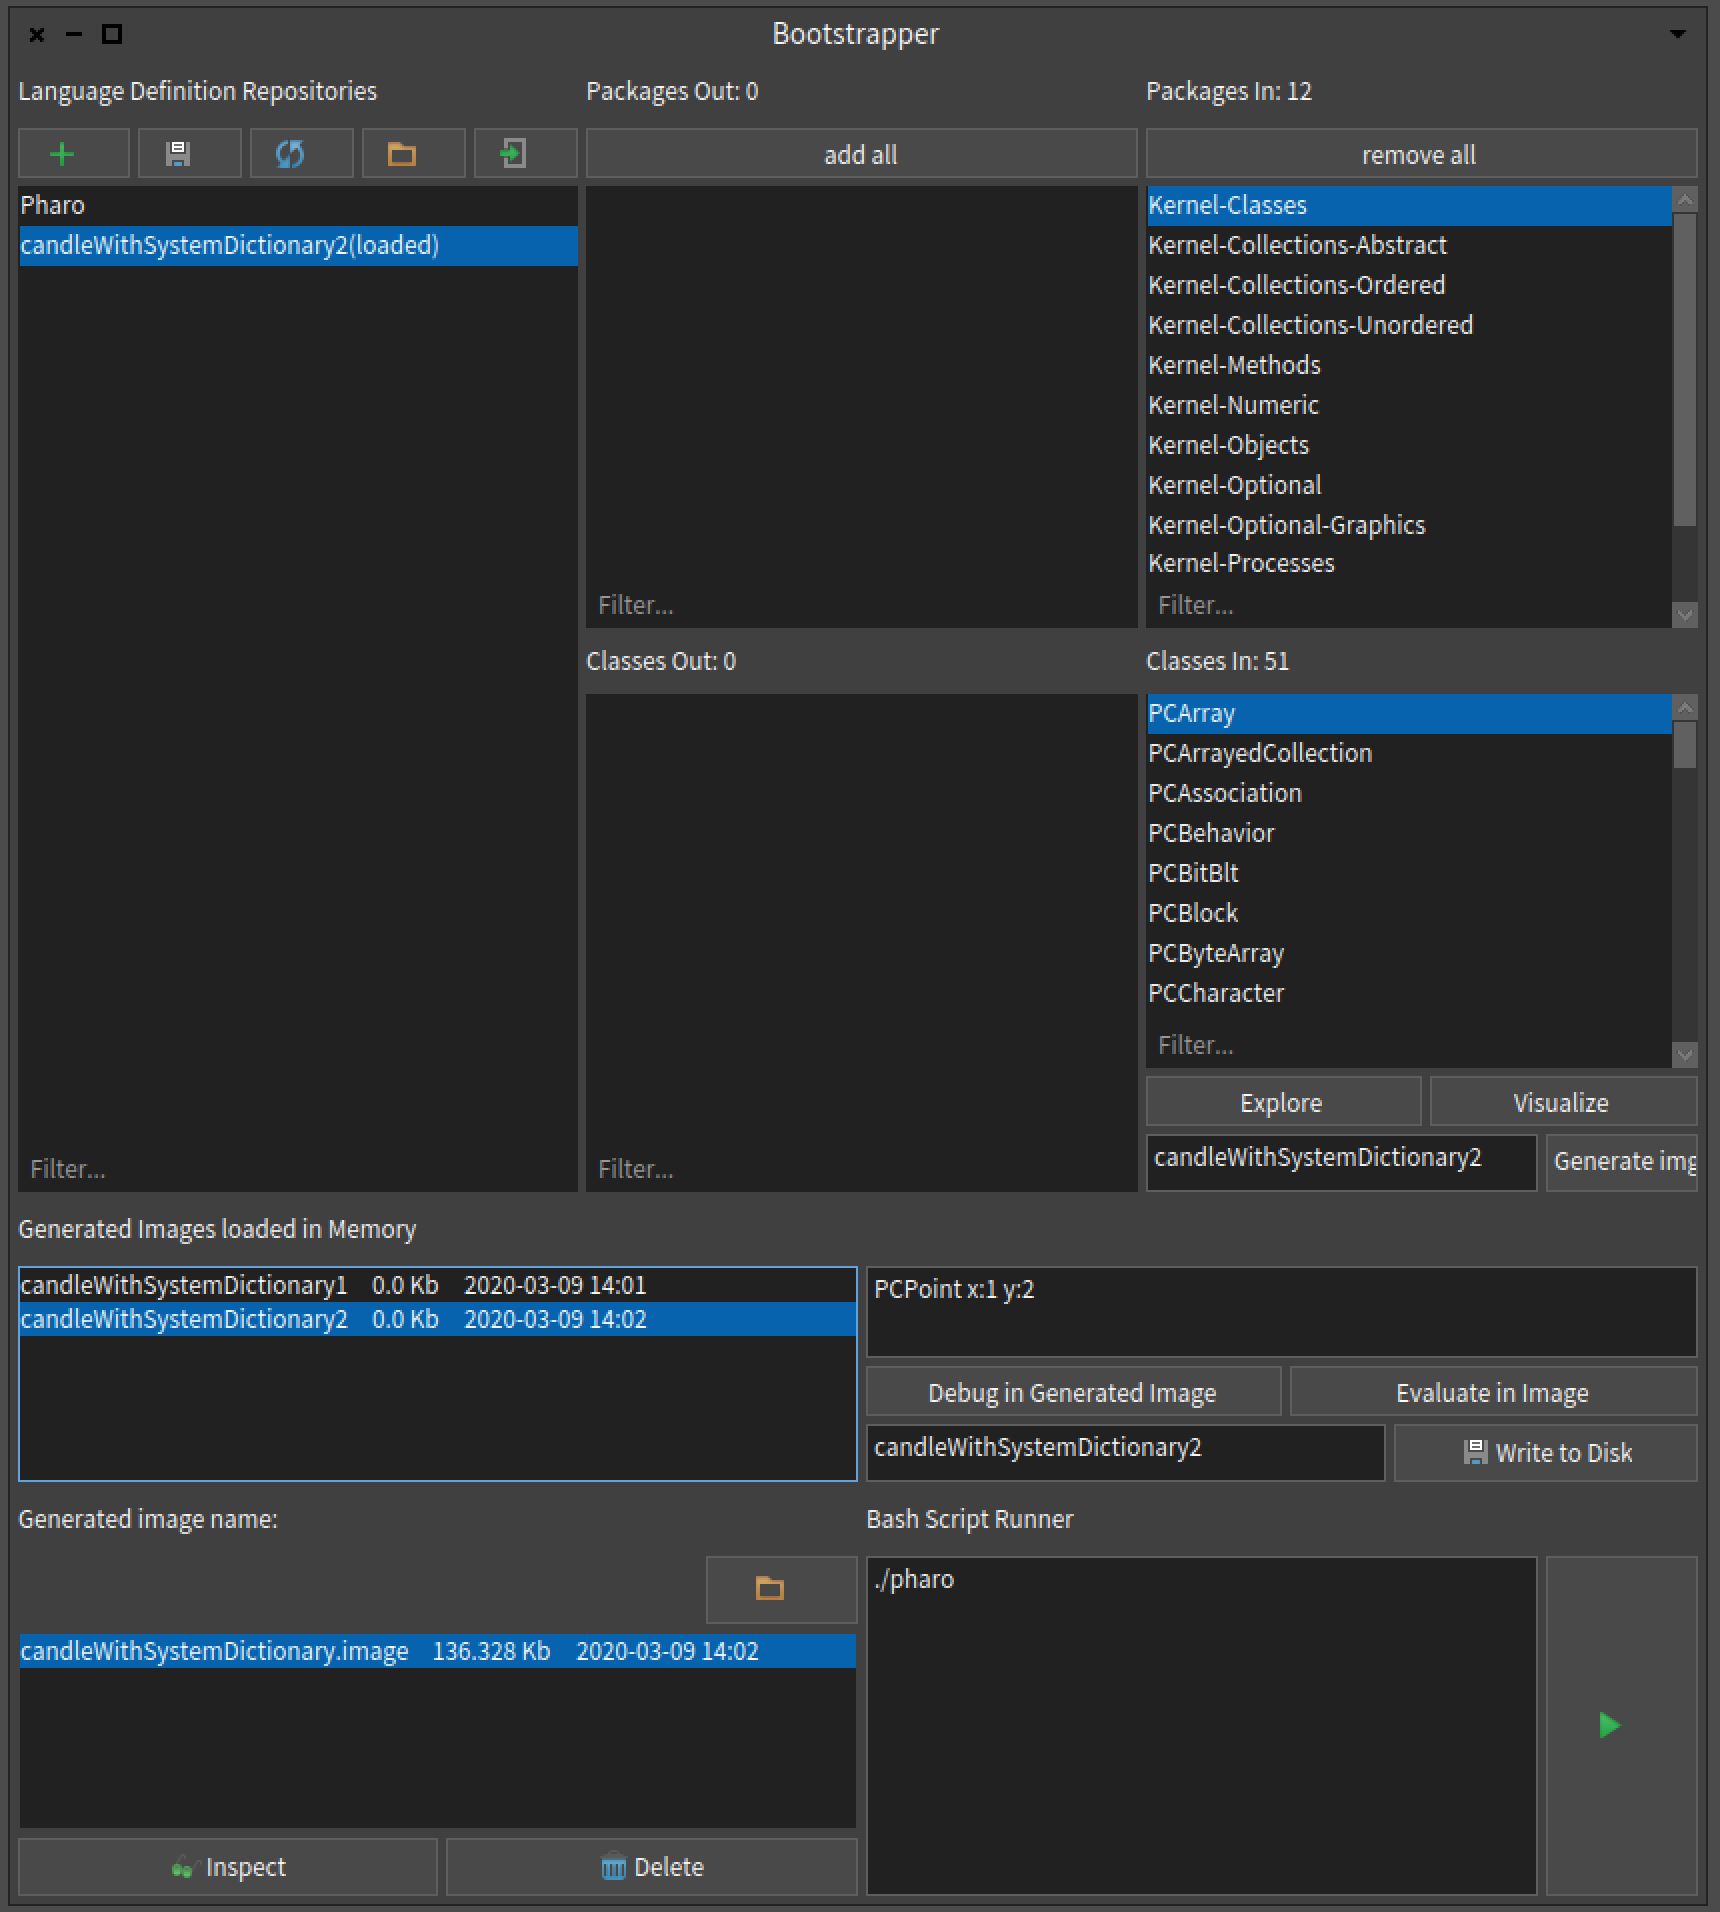 Bootstrapper
Language Definition Repositories
Pharo
candleWithSystemDictionary2(loaded)
Filter...
Packages Out: 0
add all
Filter...
Packages In: 12
remove all
Kernel-Classes
Kernel-Collections-Abstract
Kernel-Collections-Ordered
Kernel-Collections-Unordered
Kernel-Methods
Kernel-Numeric
Kernel-Objects
Kernel-Optional
Kernel-Optional-Graphics
Kernel-Processes
Filter...
Classes Out: 0
Filter...
Classes In: 51
PCArray
PCArrayedCollection
PCAssociation
PCBehavior
PCBitBlt
PCBlock
PCByteArray
PCCharacter
Filter...
Explore
Visualize
candleWithSystemDictionary2
Generate img
Generated Images loaded in Memory
candleWithSystemDictionary1 0.0 Kb 2020-03-09 14:01
candleWithSystemDictionary2 0.0 Kb 2020-03-09 14:02
PCPoint x:1 y:2
Debug in Generated Image
Evaluate in Image
candleWithSystemDictionary2
Write to Disk
Generated image name:
candleWithSystemDictionary.image 136.328 Kb 2020-03-09 14:02
Inspect
Delete
Bash Script Runner
./pharo